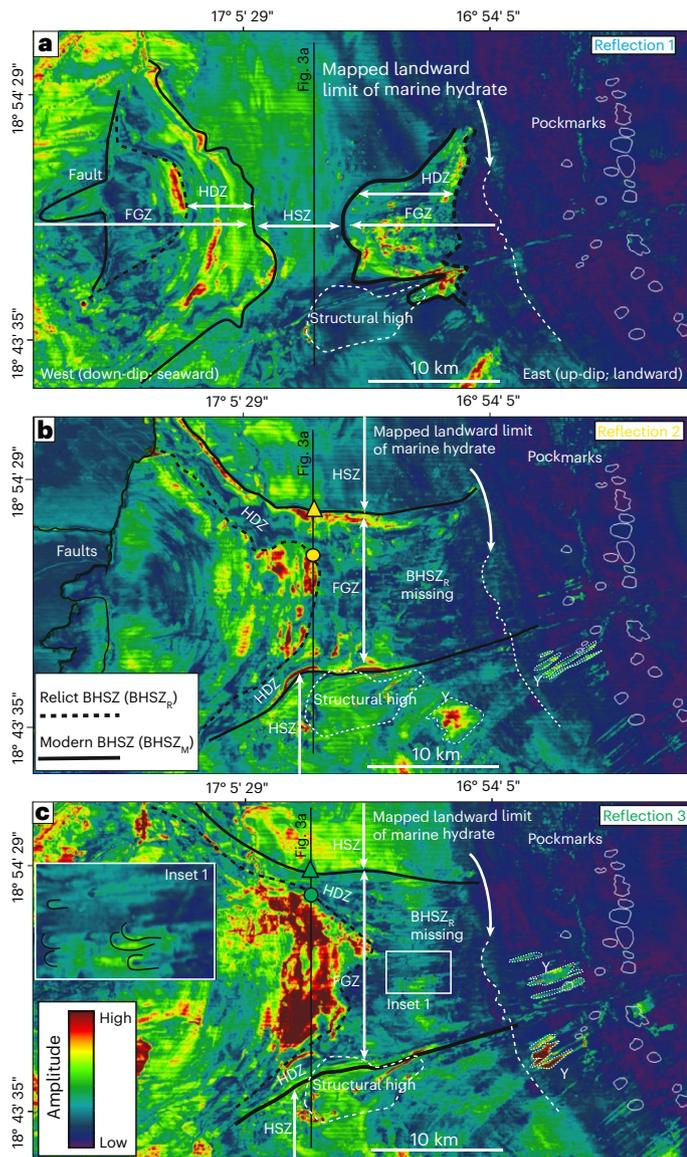 17° 5' 29"
16° 54' 5"
a
Reflection 1
18° 54' 29"
Fig. 3a
Mapped landward
limit of marine hydrate
Pockmarks
Fault
HDZ
HDZ
FGZ
HSZ
FGZ
Structural high
18° 43' 35"
10 km
West (down-dip; seaward)
East (up-dip; landward)
17° 5' 29"
16° 54' 5"
b
Reflection 2
18° 54' 29"
Fig. 3a
Mapped landward limit
of marine hydrate
HSZ
Pockmarks
HDZ
Faults
FGZ
BHSZR
missing
Relict BHSZ (BHSZR)
Modern BHSZ (BHSZM)
HDZ
Structural high
Y
Y
HSZ
18° 43' 35"
10 km
17° 5' 29"
16° 54' 5"
c
Reflection 3
18° 54' 29"
Fig. 3a
Mapped landward limit
of marine hydrate
HSZ
Pockmarks
Inset 1
HDZ
BHSZR
missing
Y
FGZ
Inset 1
Amplitude
High
Low
HDZ
Structural high
Y
HSZ
18° 43' 35"
10 km